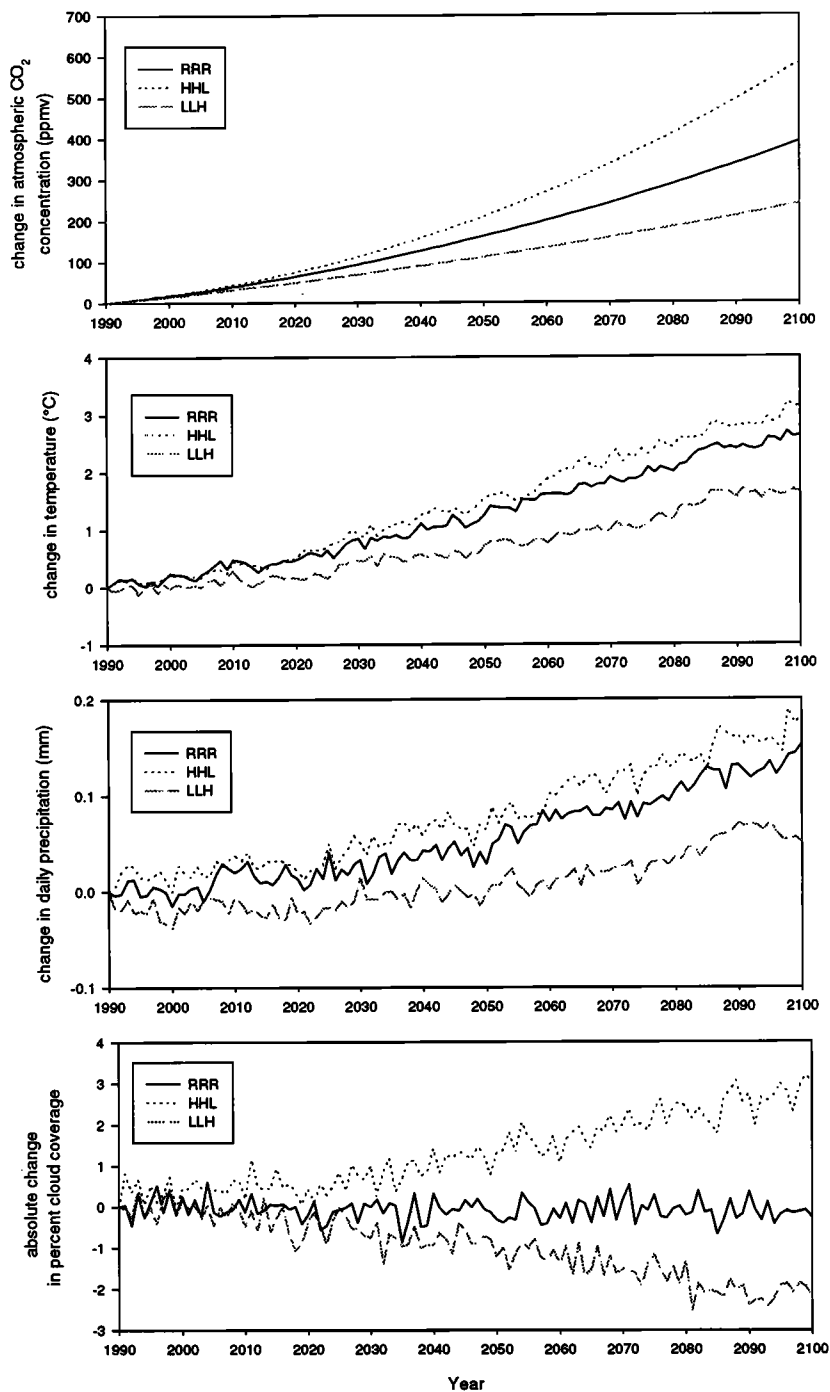 change in atmospheric CO2
concentration (ppmv)
700
600
500
400
300
200
100
0
RRR
HHL
LLH
1990 2000 2010 2020 2030 2040 2050 2060 2070 2080 2090 2100
change in temperature (°C)
4
3
2
1
0
-1
RRR
HHL
LLH
1990 2000 2010 2020 2030 2040 2050 2060 2070 2080 2090 2100
change in daily precipitation (mm)
0.2
0.1
0.0
-0.1
RRR
HHL
LLH
1990 2000 2010 2020 2030 2040 2050 2060 2070 2080 2090 2100
absolute change
in percent cloud coverage
4
3
2
1
0
-1
-2
-3
RRR
HHL
LLH
1990 2000 2010 2020 2030 2040 2050 2060 2070 2080 2090 2100
Year